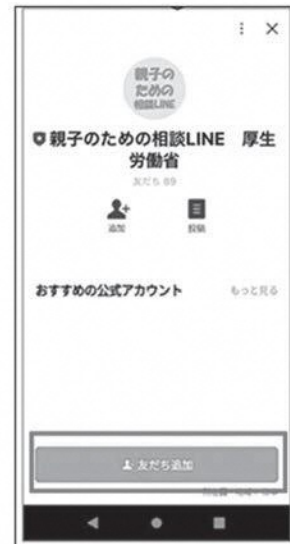 親子の
ための
相談LINE
親子のための相談LINE 厚生
労働省
友だち 89
追加
投稿
おすすめの公式アカウント
もっと見る
友だち追加